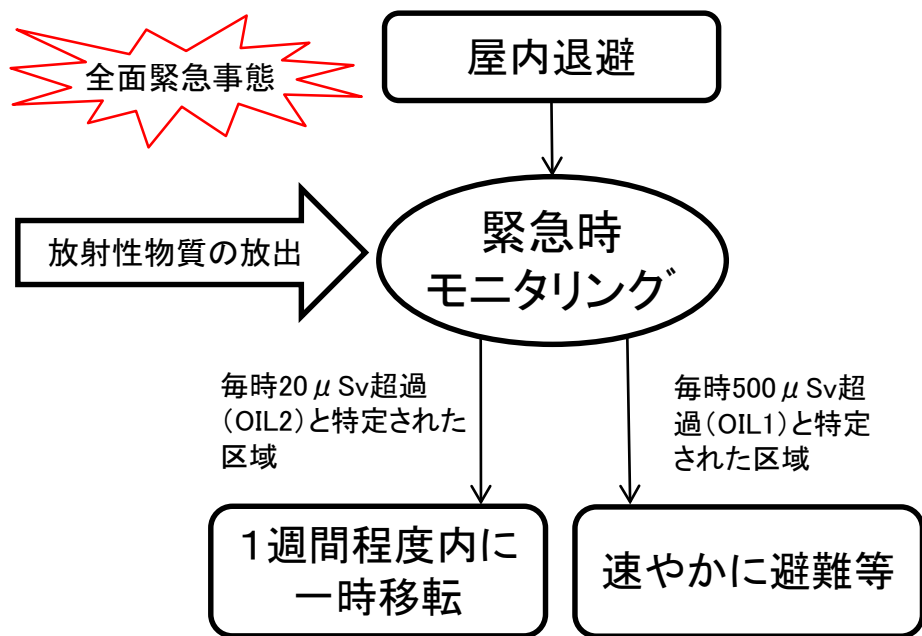 全面緊急事態
屋内退避
放射性物質の放出
緊急時
モニタリング
毎時20μSv超過
(OIL2)と特定された
区域
毎時500μSv超
過(OIL1)と特定
された区域
1週間程度内に
一時移転
速やかに避難等